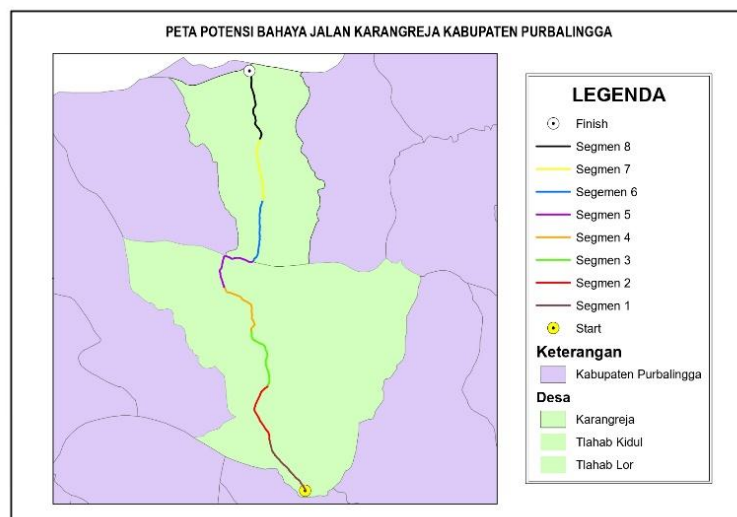 PETA POTENSI BAHAYA JALAN KARANGREJA KABUPATEN PURBALINGGA
LEGENDA
Finish
Segmen 8
Segmen 7
Segemen 6
Segmen 5
Segmen 4
Segmen 3
Segmen 2
Segmen 1
Start
Keterangan
Kabupaten Purbalingga
Desa
Karangreja
Tlahab Kidul
Tlahab Lor